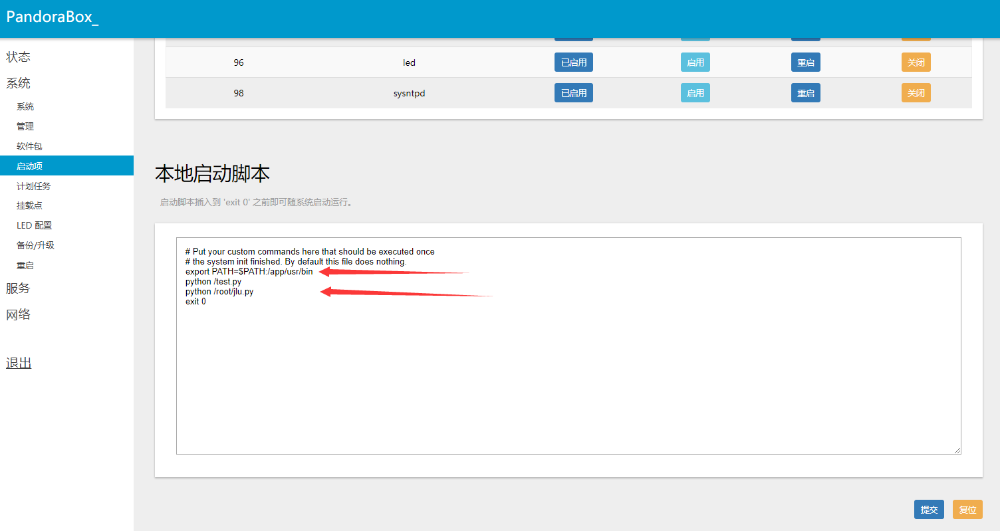 PandoraBox_
状态
系统
系统
管理
软件包
启动项
计划任务
挂载点
LED 配置
备份/升级
重启
服务
网络
退出
96 led 已启用 启用 重启 关闭
98 sysntpd 已启用 启用 重启 关闭
本地启动脚本
启动脚本插入到 'exit 0' 之前即可随系统启动运行。
# Put your custom commands here that should be executed once
# the system init finished. By default this file does nothing.
export PATH=$PATH:/app/usr/bin
python /test.py
python /root/jlu.py
exit 0
提交 复位